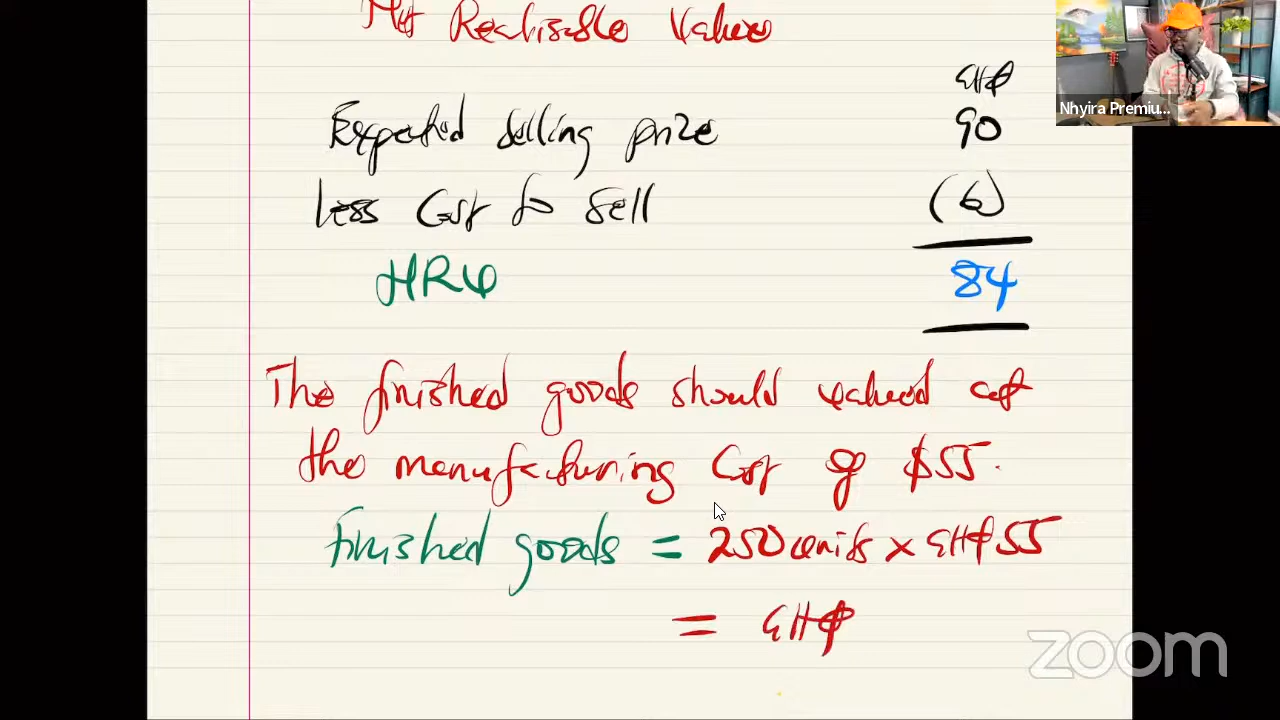 Net Realisable Value
Nhyira Premiu...
GH¢
Expected selling price 90
Less Cost to Sell (6)
NRV 84
The finished goods should valued at
the manufacturing Cost of $55.
Finished goods = 250 units × GH¢55
= GH¢
zoom